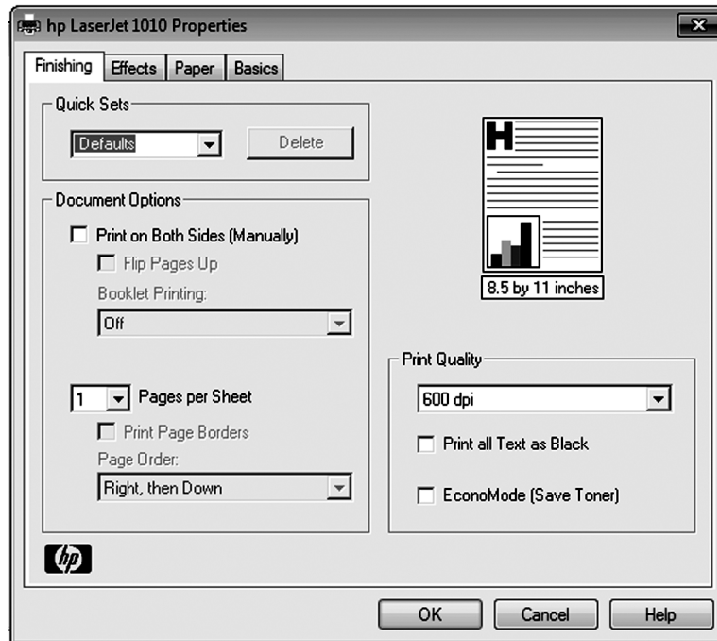 hp LaserJet 1010 Properties
Finishing
Effects
Paper
Basics
Quick Sets
Defaults
Delete
Document Options
Print on Both Sides (Manually)
Flip Pages Up
Booklet Printing:
Off
1 Pages per Sheet
Print Page Borders
Page Order:
Right, then Down
H
8.5 by 11 inches
Print Quality
600 dpi
Print all Text as Black
EconoMode (Save Toner)
hp
OK
Cancel
Help